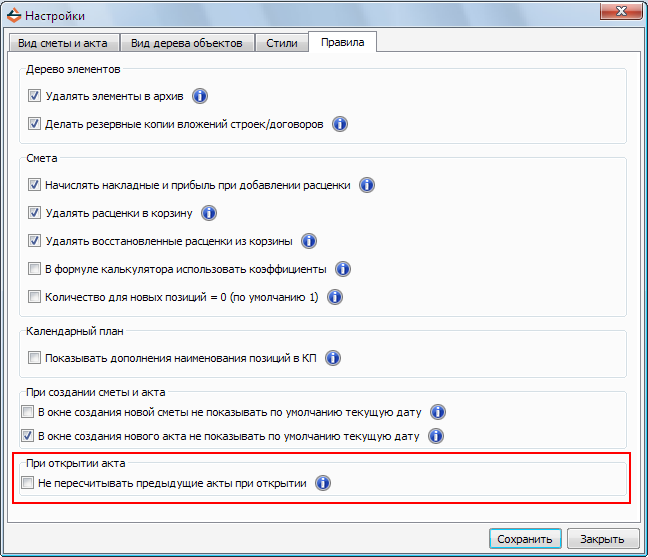 Настройки
Вид сметы и акта
Вид дерева объектов
Стили
Правила
Дерево элементов
Удалять элементы в архив
Делать резервные копии вложений строк/договоров
Смета
Начислять накладные и прибыль при добавлении расценки
Удалять расценки в корзину
Удалять восстановленные расценки из корзины
В формуле калькулятора использовать коэффициенты
Количество для новых позиций = 0 (по умолчанию 1)
Календарный план
Показывать дополнения наименования позиций в КП
При создании сметы и акта
В окне создания новой сметы не показывать по умолчанию текущую дату
В окне создания нового акта не показывать по умолчанию текущую дату
При открытии акта
Не пересчитывать предыдущие акты при открытии
Сохранить
Закрыть